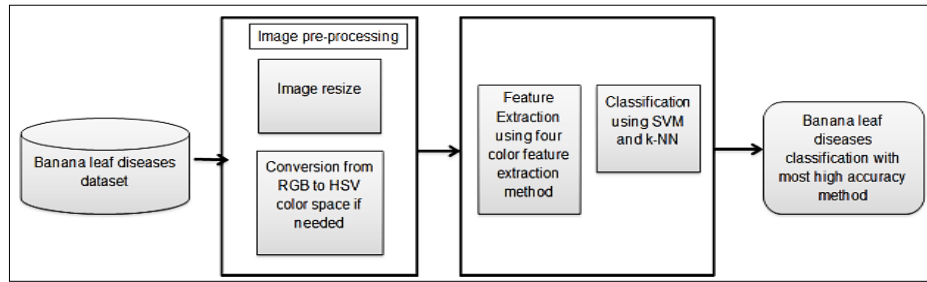 Banana leaf diseases
dataset
Image pre-processing
Image resize
Conversion from
RGB to HSV
color space if
needed
Feature
Extraction
using four
color feature
extraction
method
Classification
using SVM
and k-NN
Banana leaf
diseases
classification with
most high accuracy
method